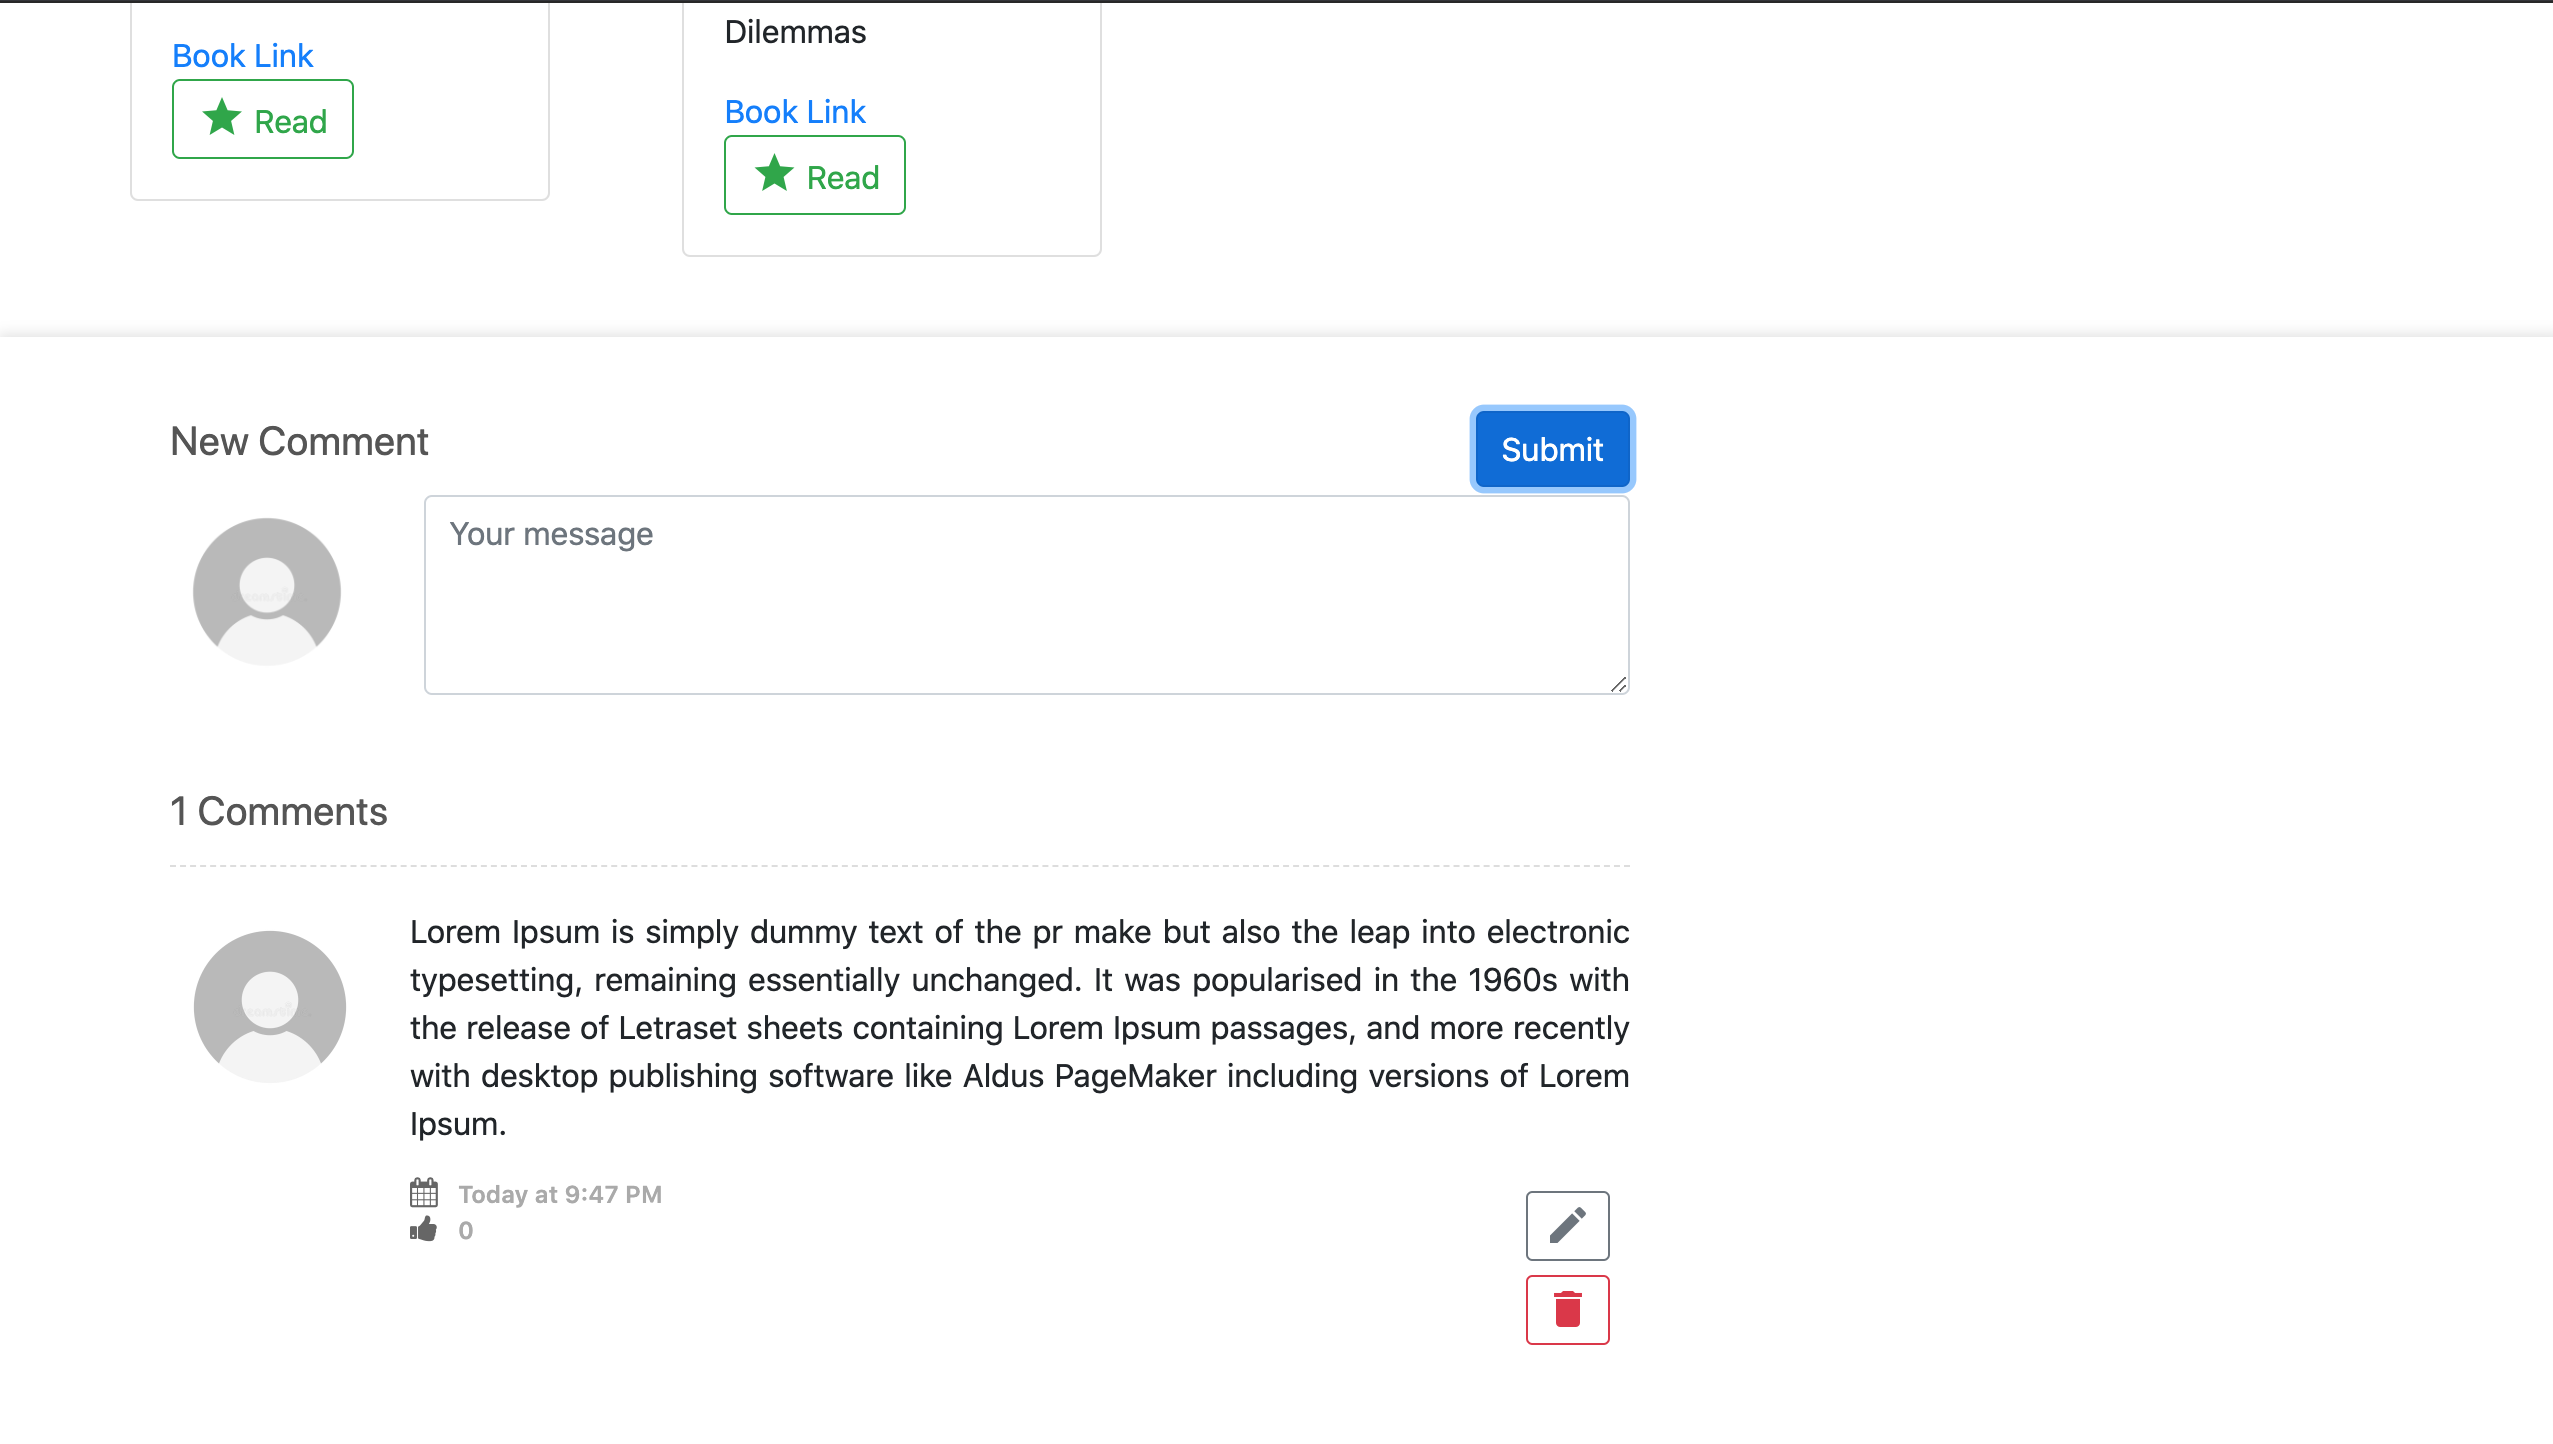 Dilemmas
Book Link
Read
Book Link
Read
New Comment
Submit
Your message
1 Comments
Lorem Ipsum is simply dummy text of the pr make but also the leap into electronic
typesetting, remaining essentially unchanged. It was popularised in the 1960s with
the release of Letraset sheets containing Lorem Ipsum passages, and more recently
with desktop publishing software like Aldus PageMaker including versions of Lorem
Ipsum.
Today at 9:47 PM
0